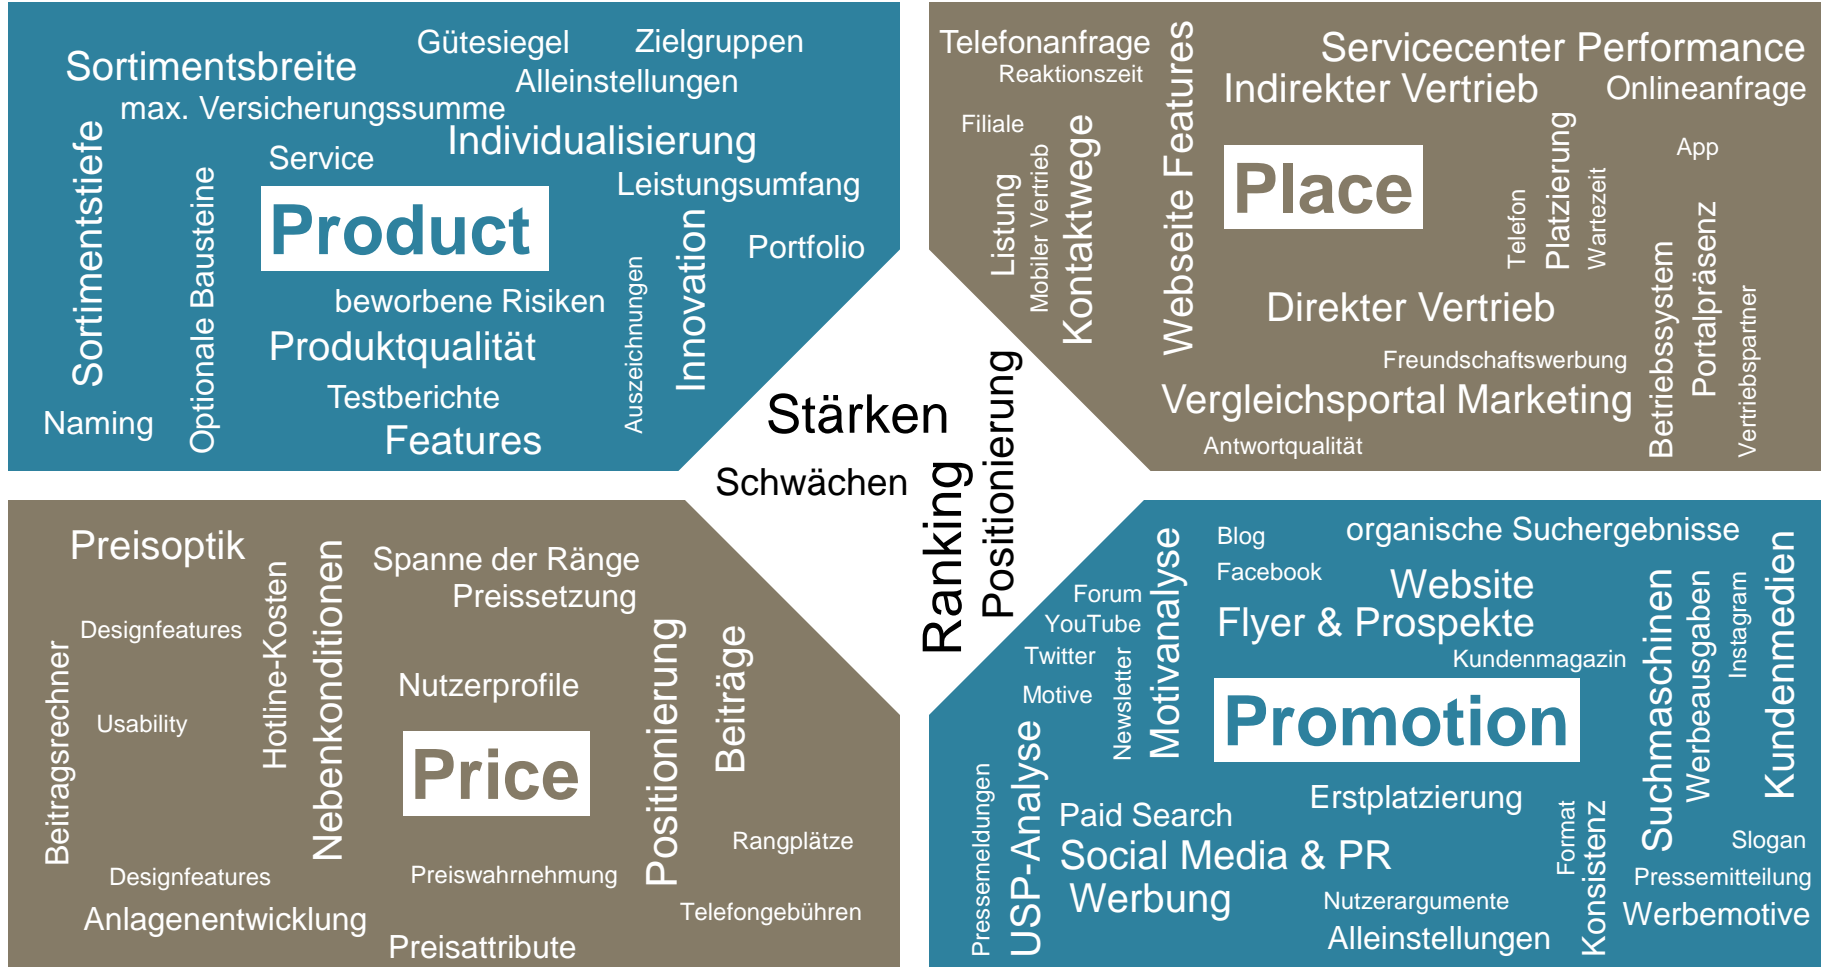 Gütesiegel
Zielgruppen
Sortimentsbreite
Alleinstellungen
max. Versicherungssumme
Individualisierung
Service
Leistungsumfang
Sortimentstiefe
Optionale Bausteine
Product
Innovation
Portfolio
Auszeichnungen
beworbene Risiken
Produktqualität
Testberichte
Naming
Features
Telefonanfrage
Reaktionszeit
Webseite Features
Servicecenter Performance
Indirekter Vertrieb
Onlineanfrage
Filiale
Kontaktwege
Platzierung
App
Listung
Mobiler Vertrieb
Place
Telefon
Wartezeit
Portalpräsenz
Betriebssystem
Vertriebspartner
Direkter Vertrieb
Freundschaftswerbung
Vergleichsportal Marketing
Antwortqualität
Stärken
Schwächen
Ranking
Positionierung
Preisoptik
Hotline-Kosten
Nebenkonditionen
Spanne der Ränge
Preissetzung
Designfeatures
Beitragsrechner
Usability
Nutzerprofile
Positionierung
Beiträge
Price
Rangplätze
Designfeatures
Preiswahrnehmung
Anlagenentwicklung
Telefongebühren
Preisattribute
Blog
organische Suchergebnisse
Facebook
Website
Forum
YouTube
Flyer & Prospekte
Twitter
Kundenmagazin
Motive
Newsletter
Motivanalyse
Promotion
Suchmaschinen
Werbeausgaben
Instagram
Kundenmedien
Pressemeldungen
USP-Analyse
Erstplatzierung
Paid Search
Social Media & PR
Werbung
Format
Konsistenz
Slogan
Pressemitteilung
Nutzerargumente
Werbemotive
Alleinstellungen